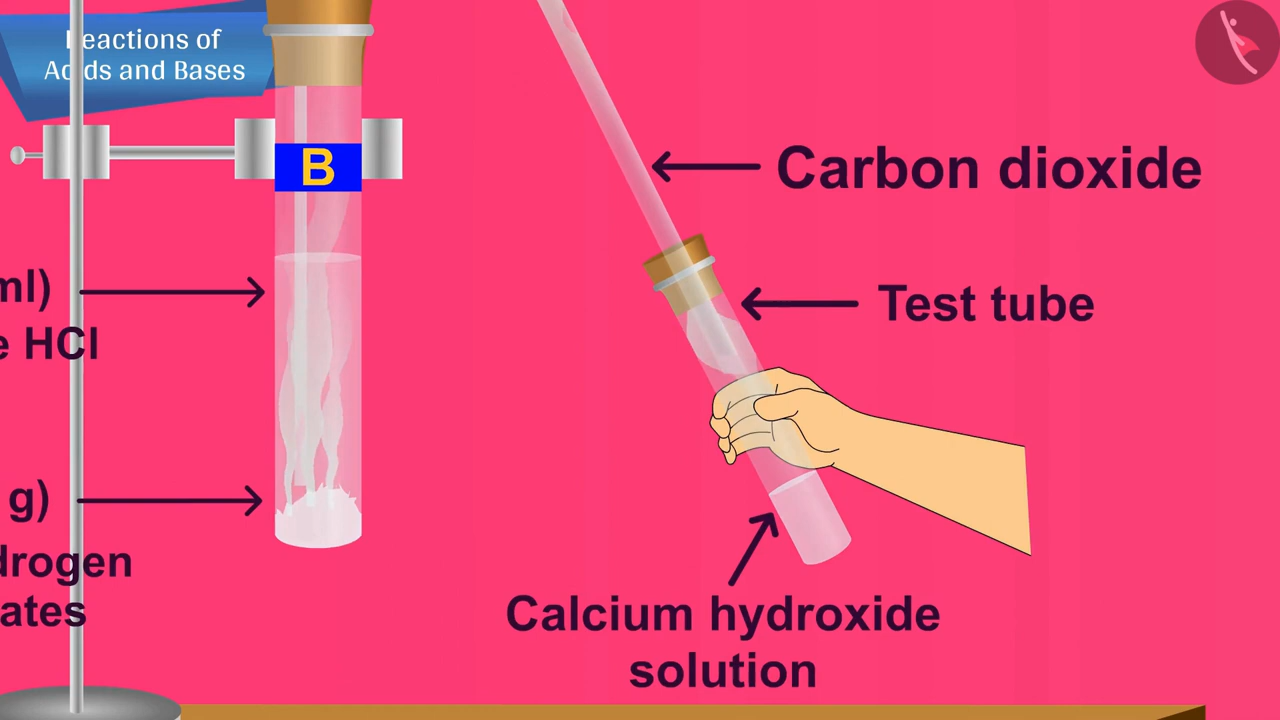 Reactions of
Acids and Bases
B
Carbon dioxide
ml)
e HCl
Test tube
g)
drogen
ates
Calcium hydroxide
solution